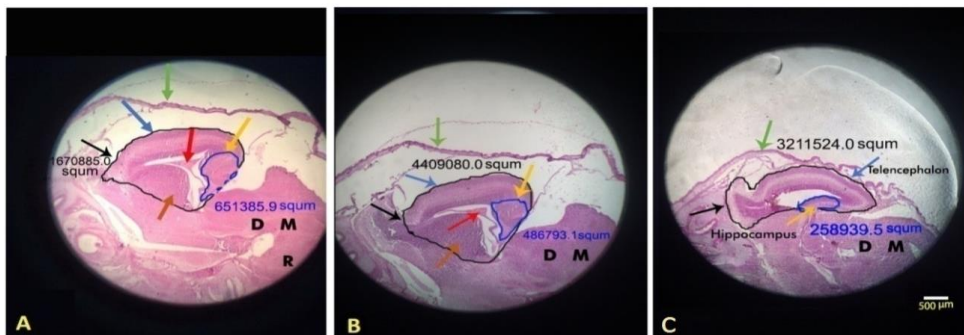 1670885.0
squm
651385.9 squm
D M
R
A
4409080.0 squm
486793.1squm
D M
B
3211524.0 squm
Telencephalon
Hippocampus
258939.5 squm
D M
500 µm
C